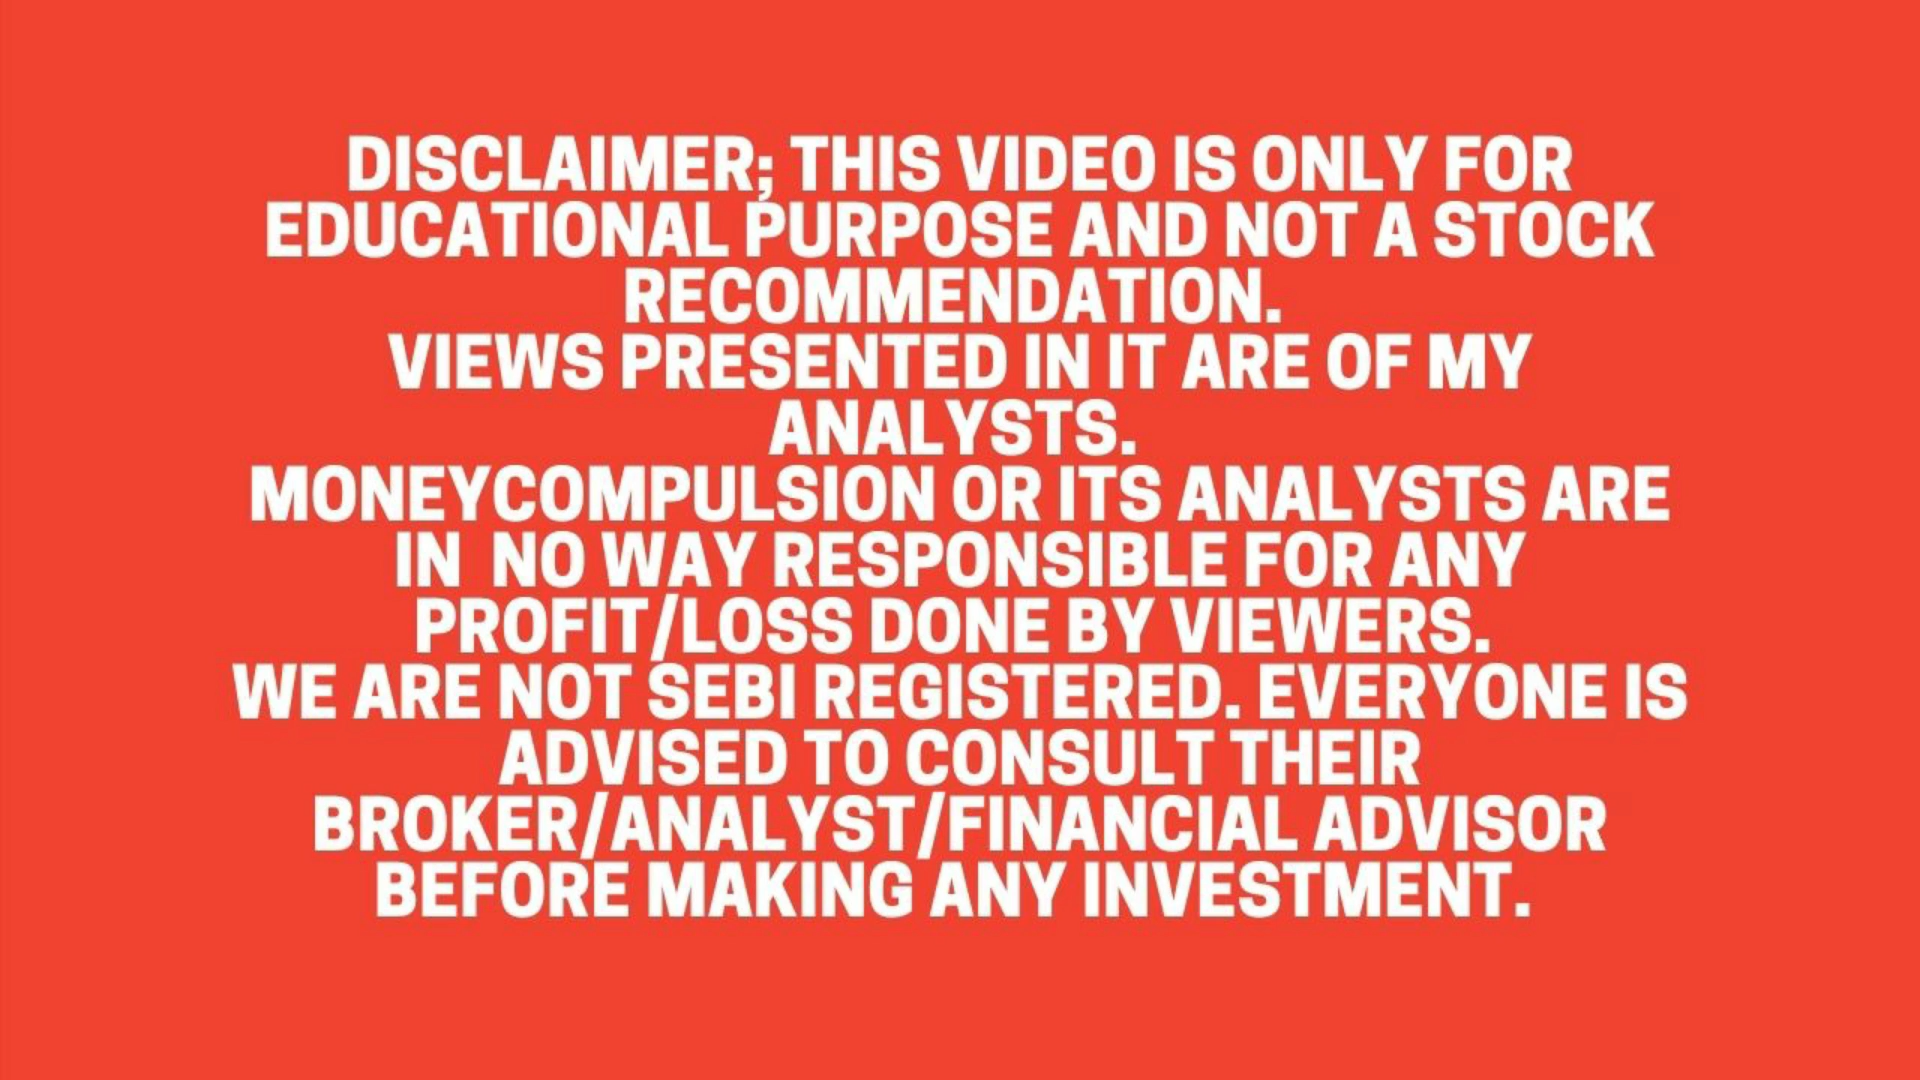 DISCLAIMER; THIS VIDEO IS ONLY FOR
EDUCATIONAL PURPOSE AND NOT A STOCK
RECOMMENDATION.
VIEWS PRESENTED IN IT ARE OF MY
ANALYSTS.
MONEYCOMPULSION OR ITS ANALYSTS ARE
IN NO WAY RESPONSIBLE FOR ANY
PROFIT/LOSS DONE BY VIEWERS.
WE ARE NOT SEBI REGISTERED. EVERYONE IS
ADVISED TO CONSULT THEIR
BROKER/ANALYST/FINANCIAL ADVISOR
BEFORE MAKING ANY INVESTMENT.